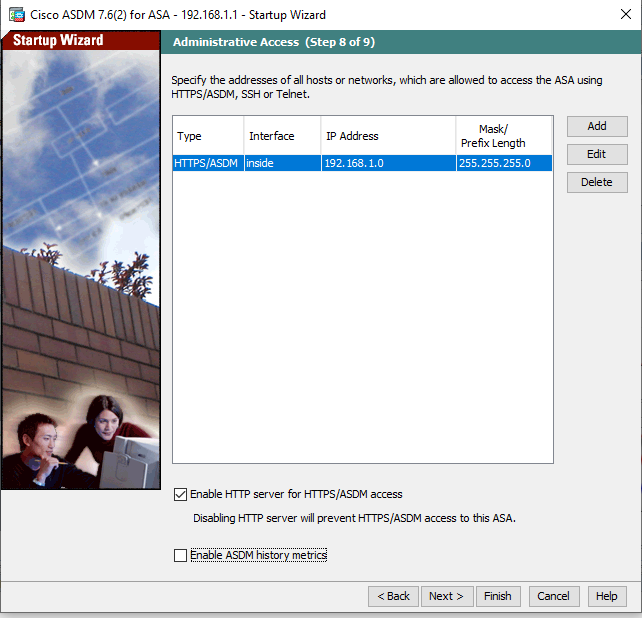 Cisco ASDM 7.6(2) for ASA - 192.168.1.1 - Startup Wizard
Startup Wizard
Administrative Access (Step 8 of 9)
Specify the addresses of all hosts or networks, which are allowed to access the ASA using
HTTPS/ASDM, SSH or Telnet.
Type Interface IP Address Mask/
Prefix Length
HTTPS/ASDM inside 192.168.1.0 255.255.255.0
Add
Edit
Delete
Enable HTTP server for HTTPS/ASDM access
Disabling HTTP server will prevent HTTPS/ASDM access to this ASA.
Enable ASDM history metrics
< Back Next > Finish Cancel Help